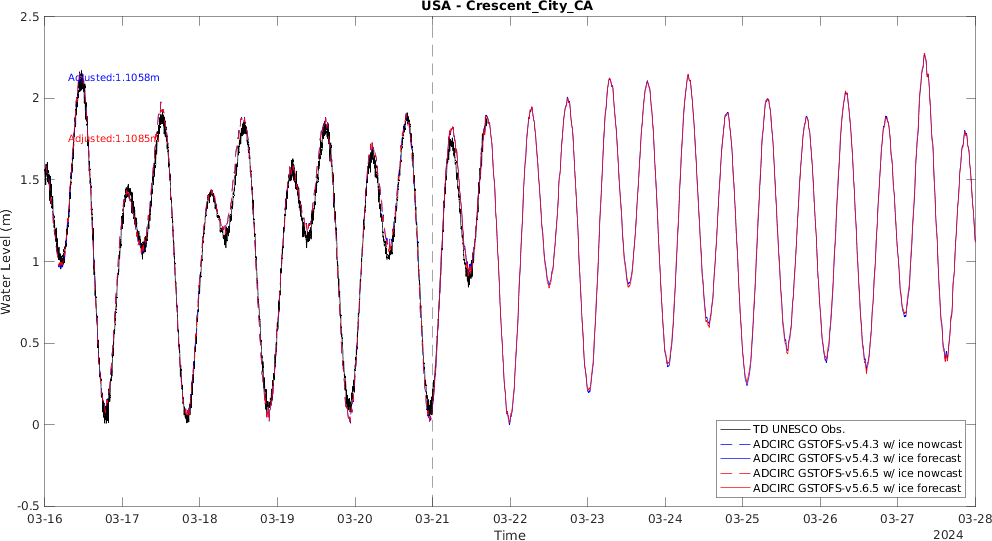 USA - Crescent_City_CA
2.5
2
1.5
1
0.5
0
-0.5
Water Level (m)
Adjusted:1.1058m
Adjusted:1.1085m
TD UNESCO Obs.
ADCIRC GSTOFS-v5.4.3 w/ ice nowcast
ADCIRC GSTOFS-v5.4.3 w/ ice forecast
ADCIRC GSTOFS-v5.6.5 w/ ice nowcast
ADCIRC GSTOFS-v5.6.5 w/ ice forecast
03-16 03-17 03-18 03-19 03-20 03-21 03-22 03-23 03-24 03-25 03-26 03-27 03-28
Time
2024